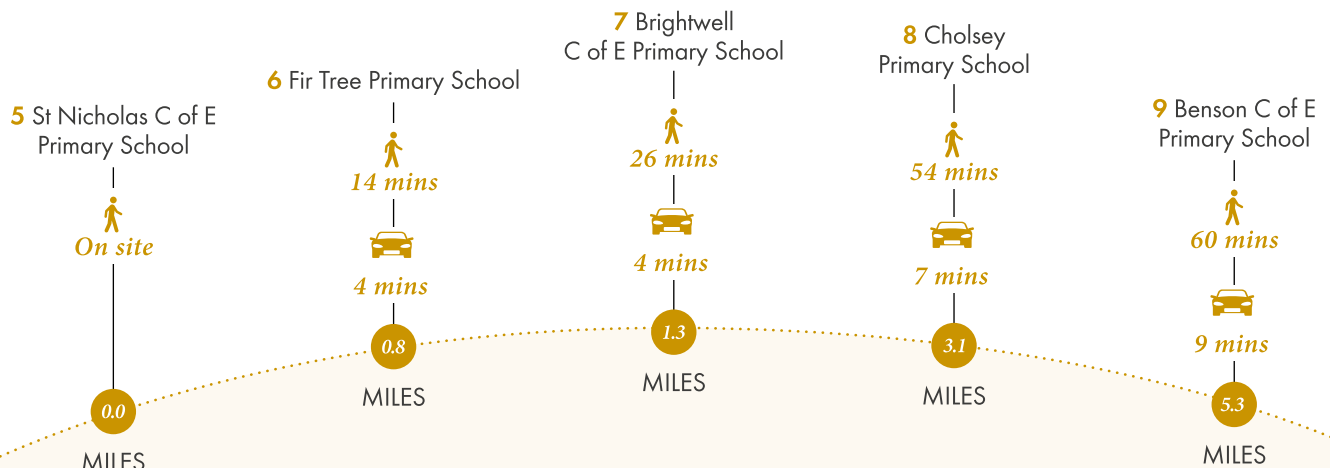 5 St Nicholas C of E
Primary School
On site
0.0
MILES
6 Fir Tree Primary School
14 mins
4 mins
0.8
MILES
7 Brightwell
C of E Primary School
26 mins
4 mins
1.3
MILES
8 Cholsey
Primary School
54 mins
7 mins
3.1
MILES
9 Benson C of E
Primary School
60 mins
9 mins
5.3
MILES